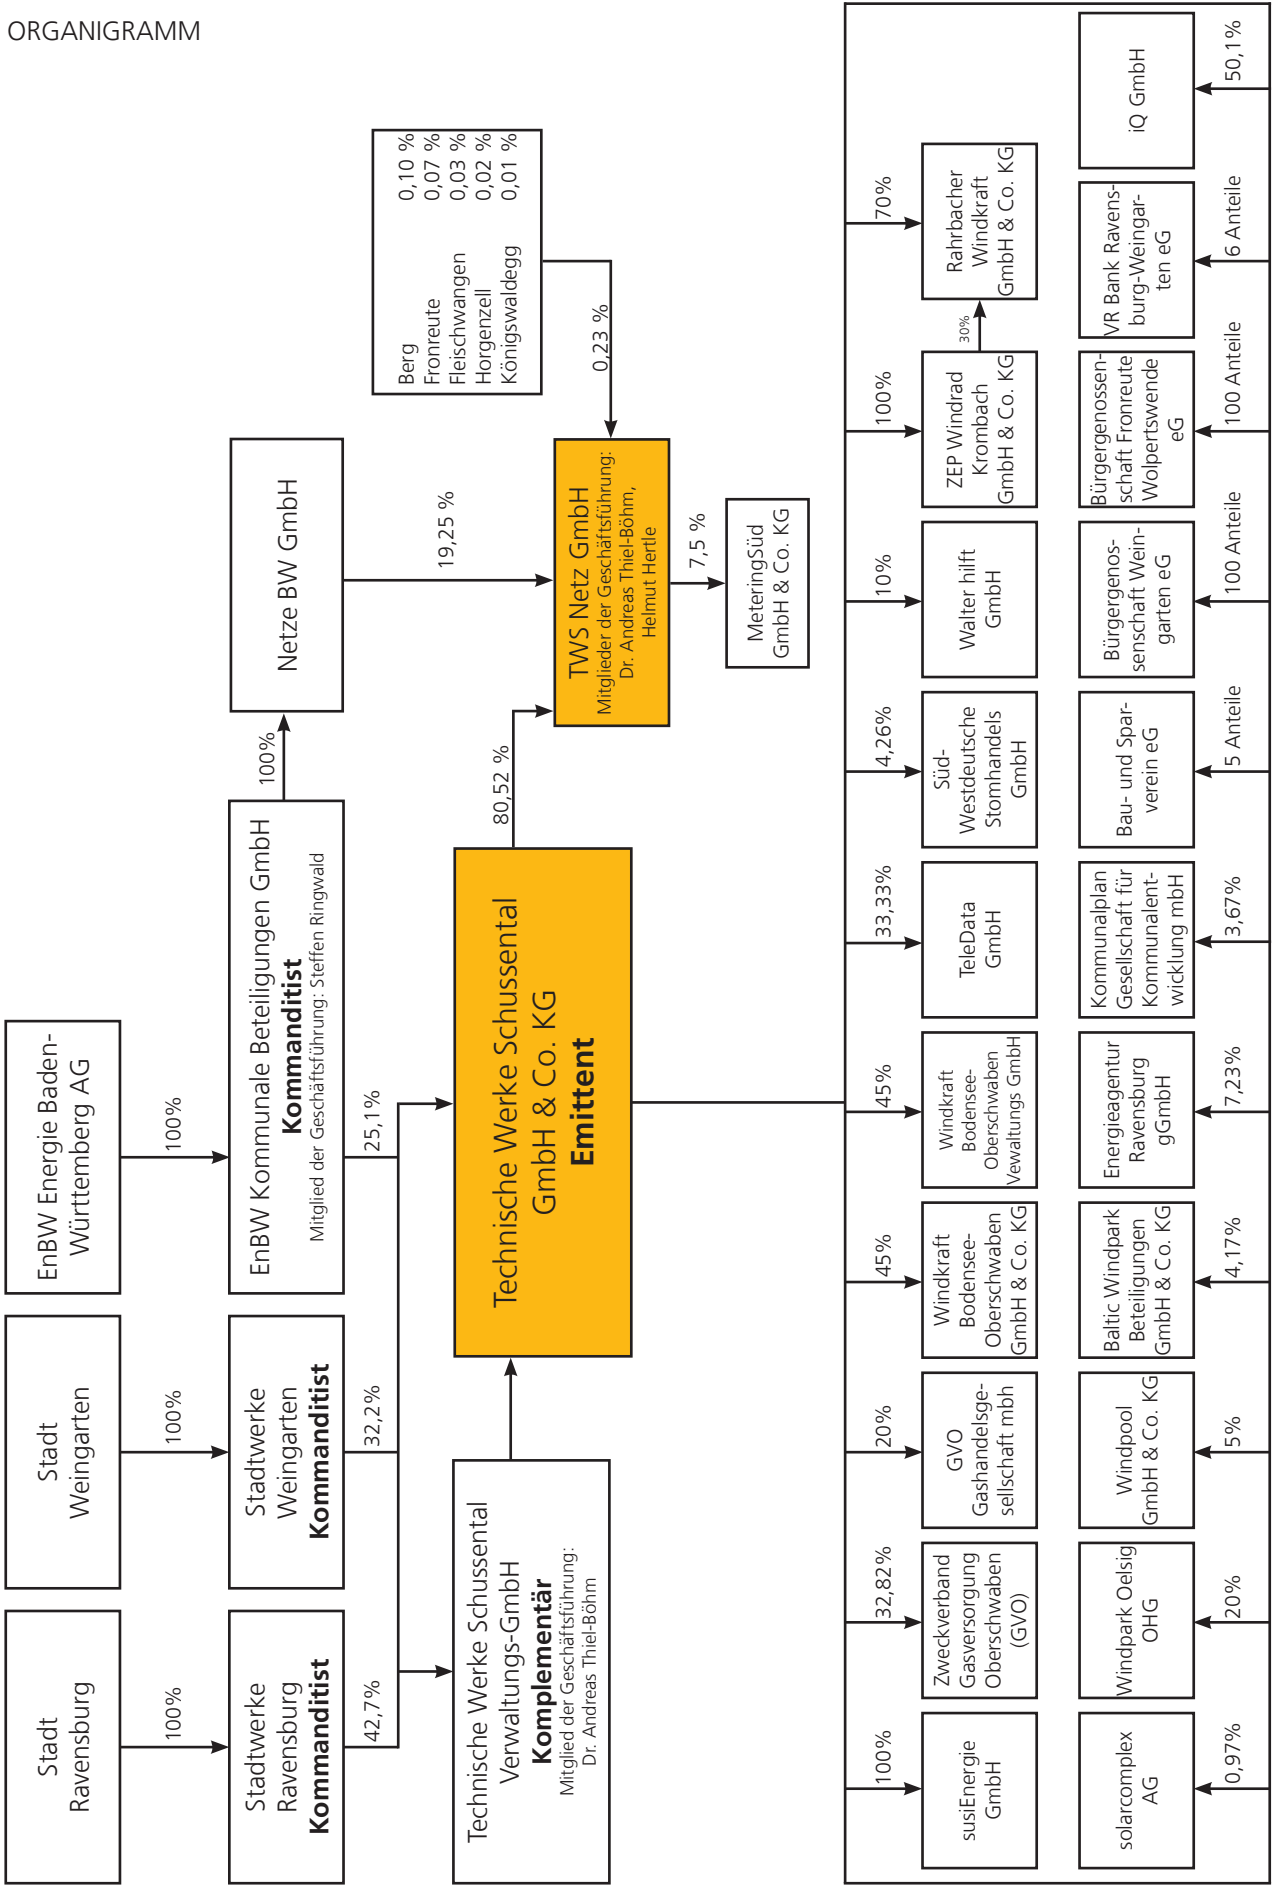 ORGANIGRAMM
Stadt
Ravensburg
Stadt
Weingarten
EnBW Energie Baden-
Württemberg AG
100%
100%
100%
Stadtwerke
Ravensburg
Kommanditist
Stadtwerke
Weingarten
Kommanditist
EnBW Kommunale Beteiligungen GmbH
Kommanditist
Mitglied der Geschäftsführung: Steffen Ringwald
100%
Netze BW GmbH
42,7%
32,2%
25,1%
19,25 %
Berg 0,10 %
Fronreute 0,07 %
Fleischwangen 0,03 %
Horgenzell 0,02 %
Königswaldegg 0,01 %
0,23 %
Technische Werke Schussental
Verwaltungs-GmbH
Komplementär
Mitglied der Geschäftsführung:
Dr. Andreas Thiel-Böhm
Technische Werke Schussental
GmbH & Co. KG
Emittent
80,52 %
TWS Netz GmbH
Mitglieder der Geschäftsführung:
Dr. Andreas Thiel-Böhm,
Helmut Hertle
7,5 %
MeteringSüd
GmbH & Co. KG
100%
32,82%
20%
45%
45%
33,33%
4,26%
10%
100%
70%
susiEnergie
GmbH
Zweckverband
Gasversorgung
Oberschwaben
(GVO)
GVO
Gashandelsge-
sellschaft mbh
Windkraft
Bodensee-
Oberschwaben
GmbH & Co. KG
Windkraft
Bodensee-
Oberschwaben
Vewaltungs GmbH
TeleData
GmbH
Süd-
Westdeutsche
Stomhandels
GmbH
Walter hilft
GmbH
ZEP Windrad
Krombach
GmbH & Co. KG
30%
Rahrbacher
Windkraft
GmbH & Co. KG
solarcomplex
AG
Windpark Oelsig
OHG
Windpool
GmbH & Co. KG
Baltic Windpark
Beteiligungen
GmbH & Co. KG
Energieagentur
Ravensburg
gGmbH
Kommunalplan
Gesellschaft für
Kommunalent-
wicklung mbH
Bau- und Spar-
verein eG
Bürgergenos-
senschaft Wein-
garten eG
Bürgergenossen-
schaft Fronreute
Wolpertswende
eG
VR Bank Ravens-
burg-Weingar-
ten eG
iQ GmbH
0,97%
20%
5%
4,17%
7,23%
3,67%
5 Anteile
100 Anteile
100 Anteile
6 Anteile
50,1%